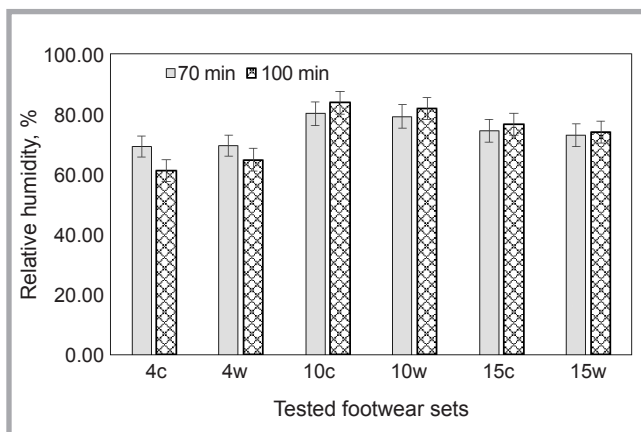 100.00
70 min 100 min
80.00
60.00
40.00
20.00
0.00
Relative humidity, %
4c 4w 10c 10w 15c 15w
Tested footwear sets